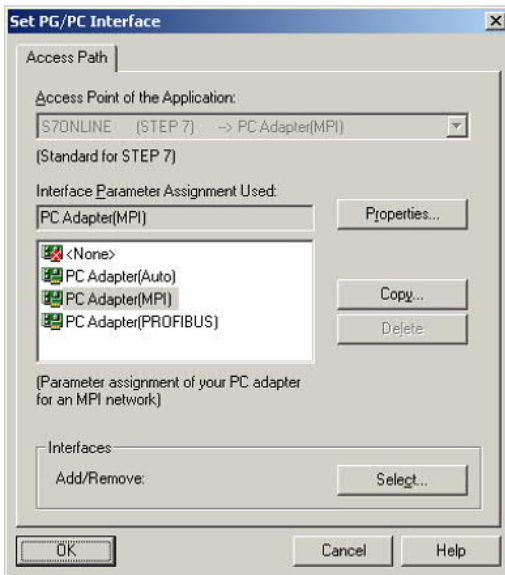 Set PG/PC Interface
Access Path
Access Point of the Application:
S7ONLINE (STEP 7) --> PC Adapter(MPI)
(Standard for STEP 7)
Interface Parameter Assignment Used:
PC Adapter(MPI)
Properties...
<None>
PC Adapter(Auto)
PC Adapter(MPI)
PC Adapter(PROFIBUS)
Copy...
Delete
(Parameter assignment of your PC adapter
for an MPI network)
Interfaces
Add/Remove:
Select...
OK
Cancel
Help